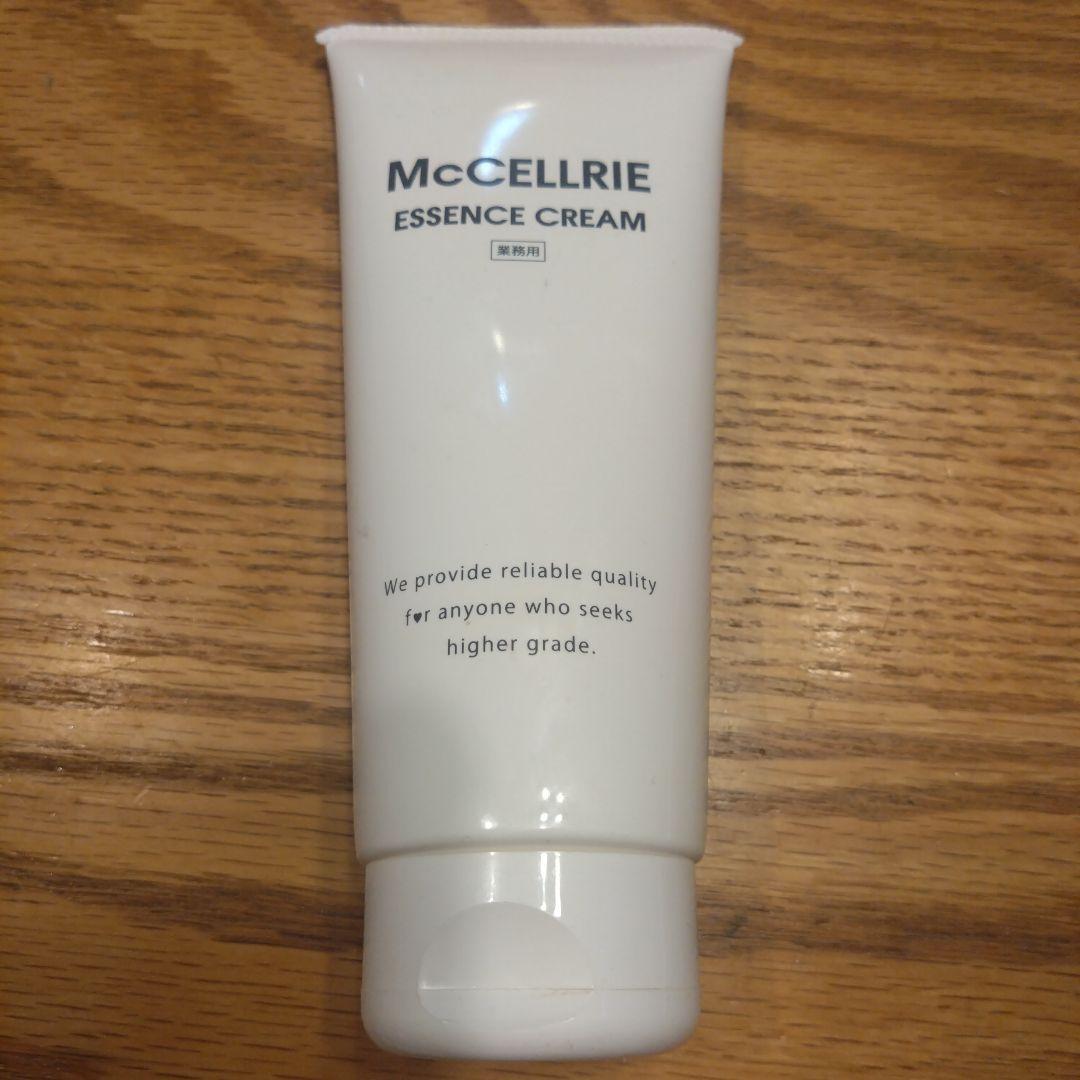 McCELLRIE
ESSENCE CREAM
業務用
We provide reliable quality
f♥r anyone who seeks
higher grade.